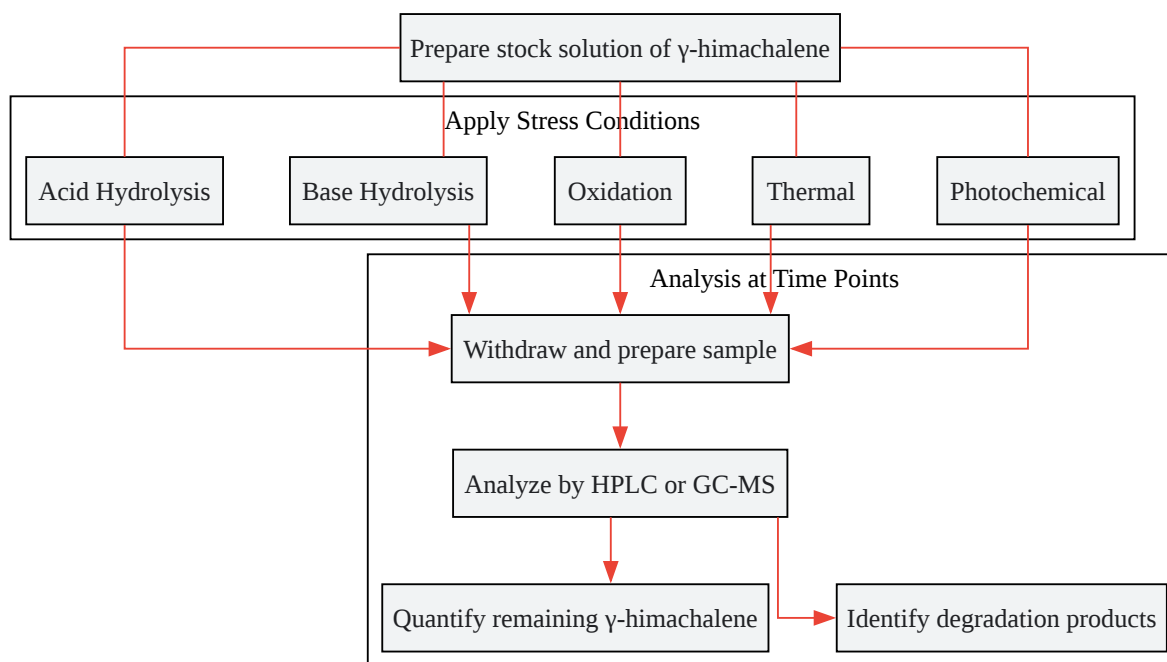 Prepare stock solution of γ-himachalene
Apply Stress Conditions
Acid Hydrolysis
Base Hydrolysis
Oxidation
Thermal
Photochemical
Analysis at Time Points
Withdraw and prepare sample
Analyze by HPLC or GC-MS
Quantify remaining γ-himachalene
Identify degradation products